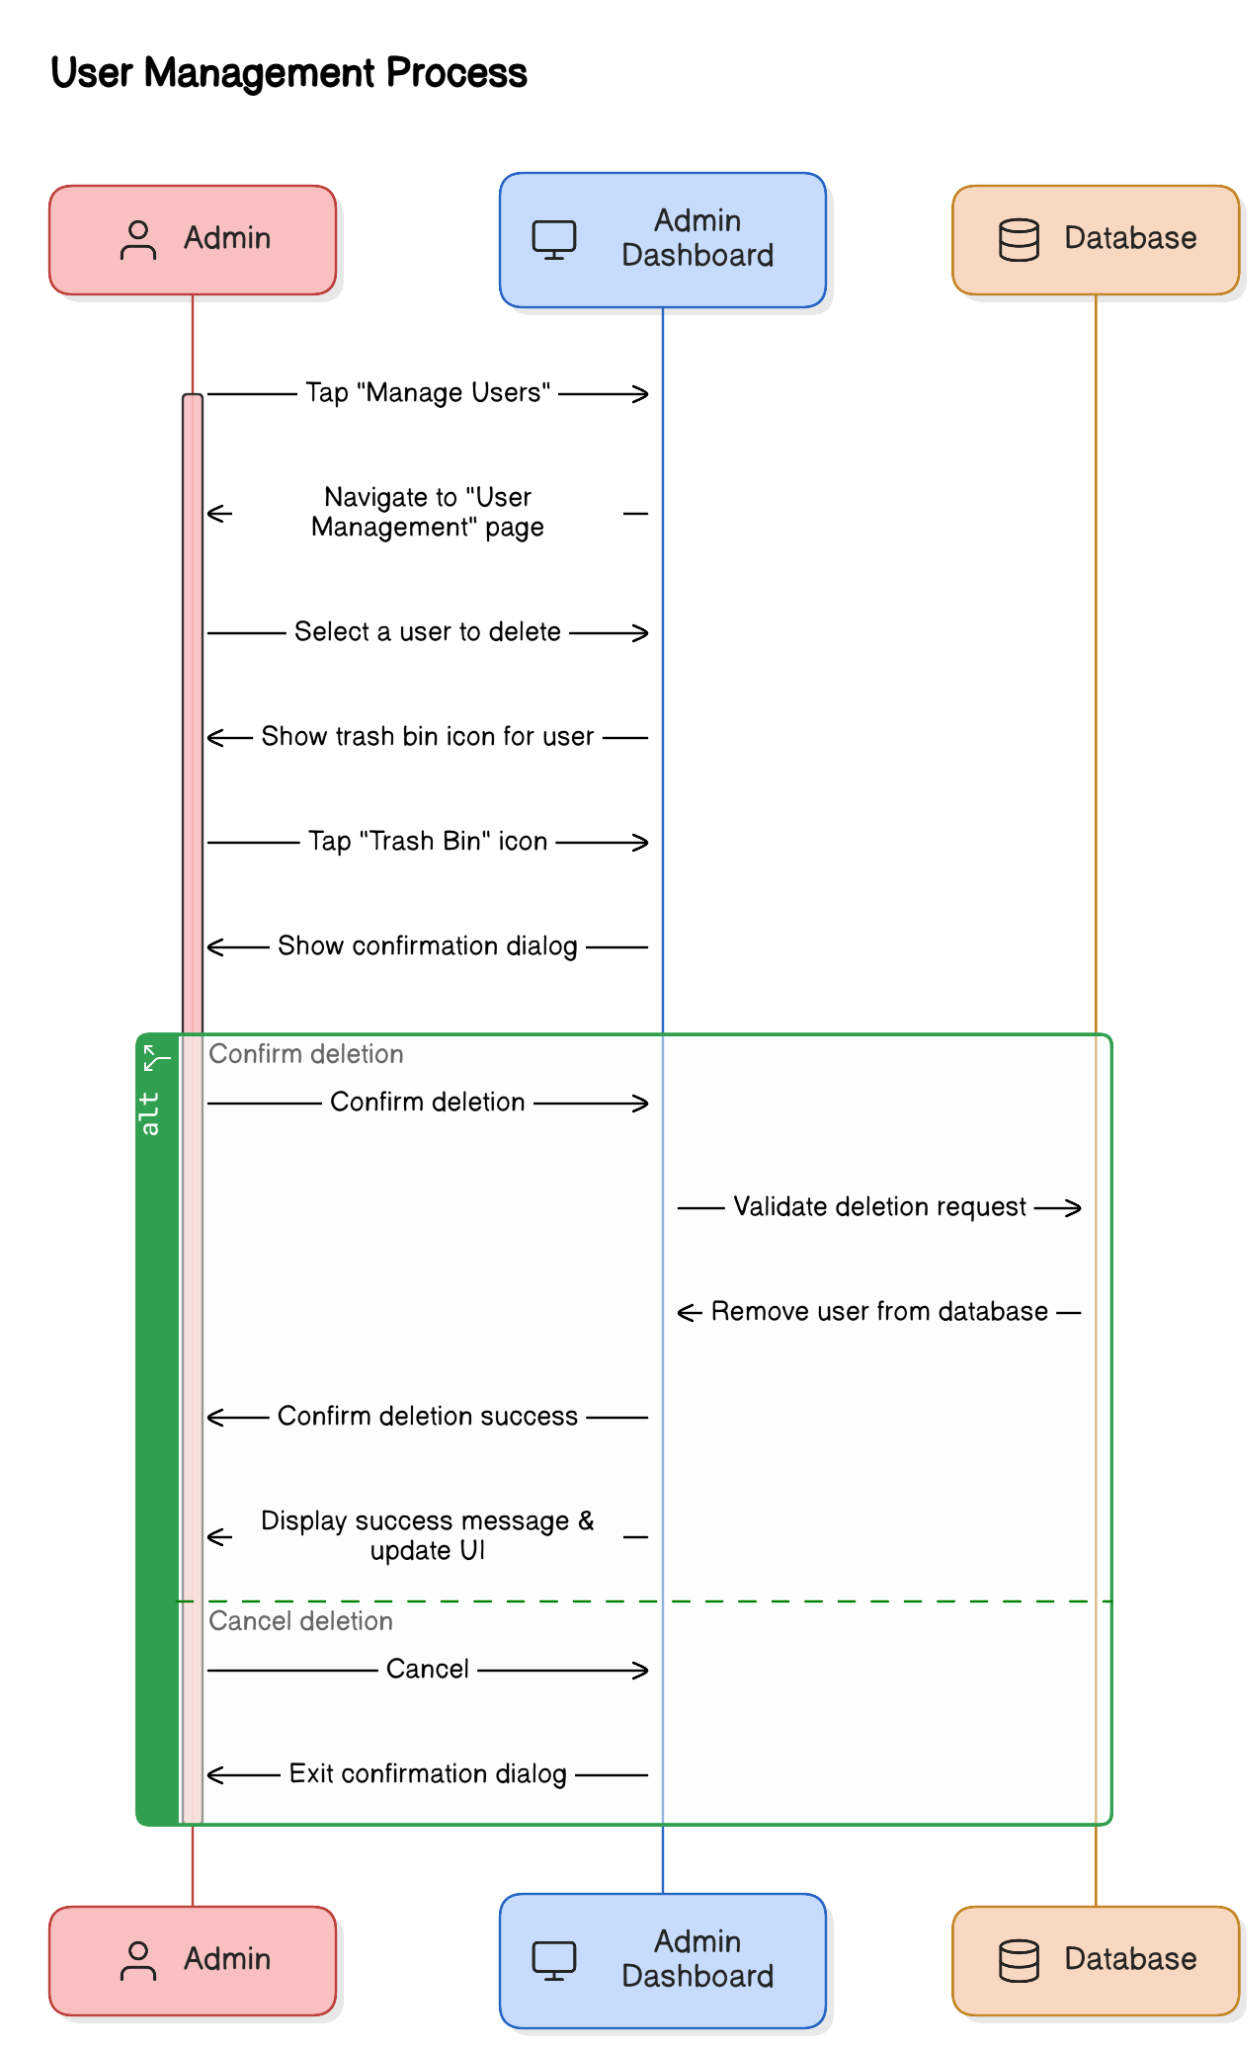 User Management Process
Admin
Admin
Dashboard
Database
Tap "Manage Users"
Navigate to "User
Management" page
Select a user to delete
Show trash bin icon for user
Tap "Trash Bin" icon
Show confirmation dialog
alt
Confirm deletion
Confirm deletion
Validate deletion request
Remove user from database
Confirm deletion success
Display success message &
update UI
Cancel deletion
Cancel
Exit confirmation dialog
Admin
Admin
Dashboard
Database